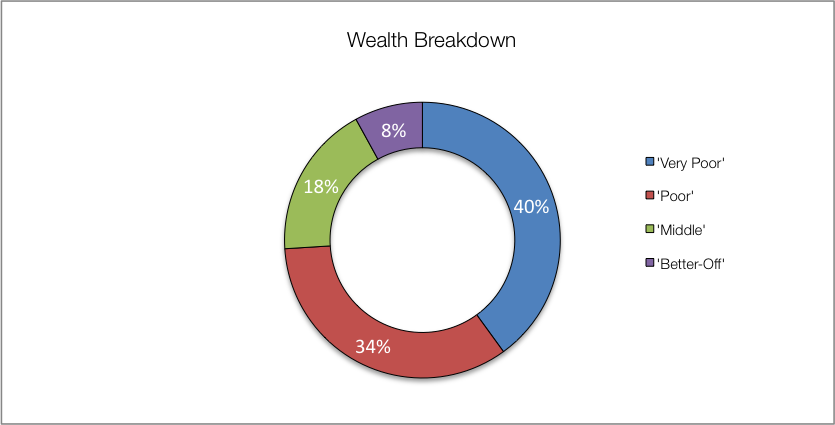 Wealth Breakdown
8%
18%
40%
34%
'Very Poor'
'Poor'
'Middle'
'Better-Off'